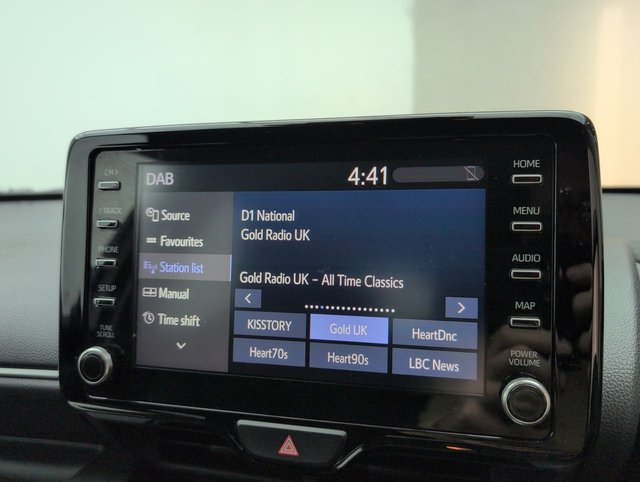 CH >
< TRACK
PHONE
SETUP
TUNE
SCROLL
DAB
4:41
Source
Favourites
Station list
Manual
Time shift
D1 National
Gold Radio UK
Gold Radio UK - All Time Classics
KISSTORY
Gold UK
HeartDnc
Heart70s
Heart90s
LBC News
HOME
MENU
AUDIO
MAP
POWER
VOLUME